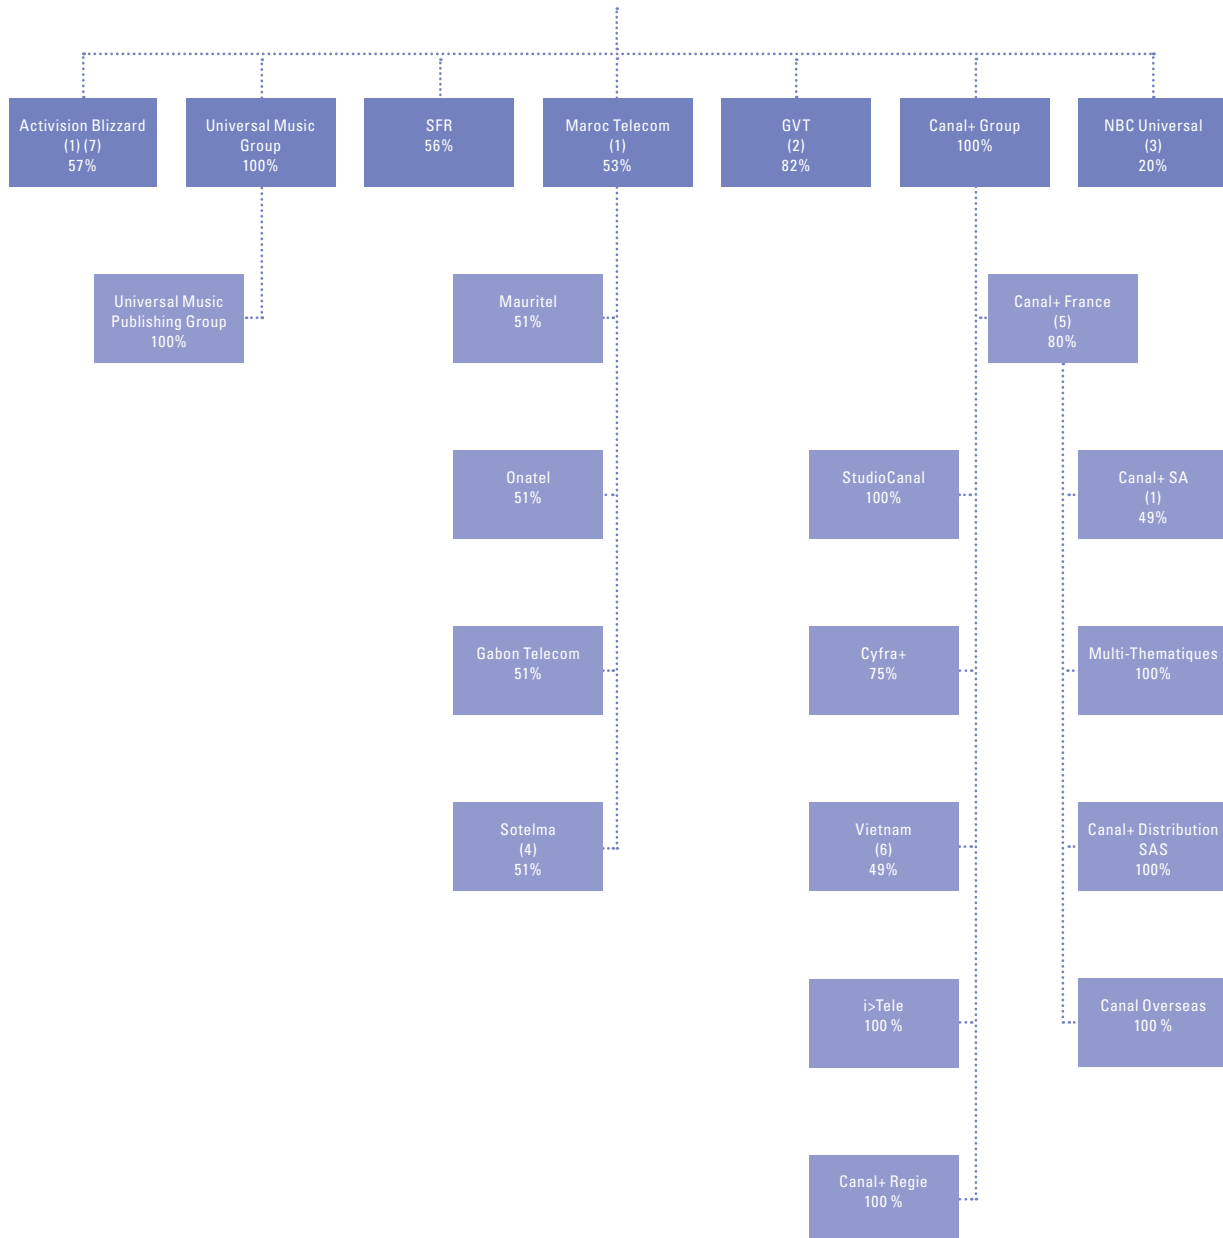 Activision Blizzard
(1) (7)
57%
Universal Music
Group
100%
SFR
56%
Maroc Telecom
(1)
53%
GVT
(2)
82%
Canal+ Group
100%
NBC Universal
(3)
20%
Universal Music
Publishing Group
100%
Mauritel
51%
Canal+ France
(5)
80%
Onatel
51%
StudioCanal
100%
Canal+ SA
(1)
49%
Gabon Telecom
51%
Cyfra+
75%
Multi-Thematiques
100%
Sotelma
(4)
51%
Vietnam
(6)
49%
Canal+ Distribution
SAS
100%
i>Tele
100 %
Canal Overseas
100 %
Canal+ Regie
100 %